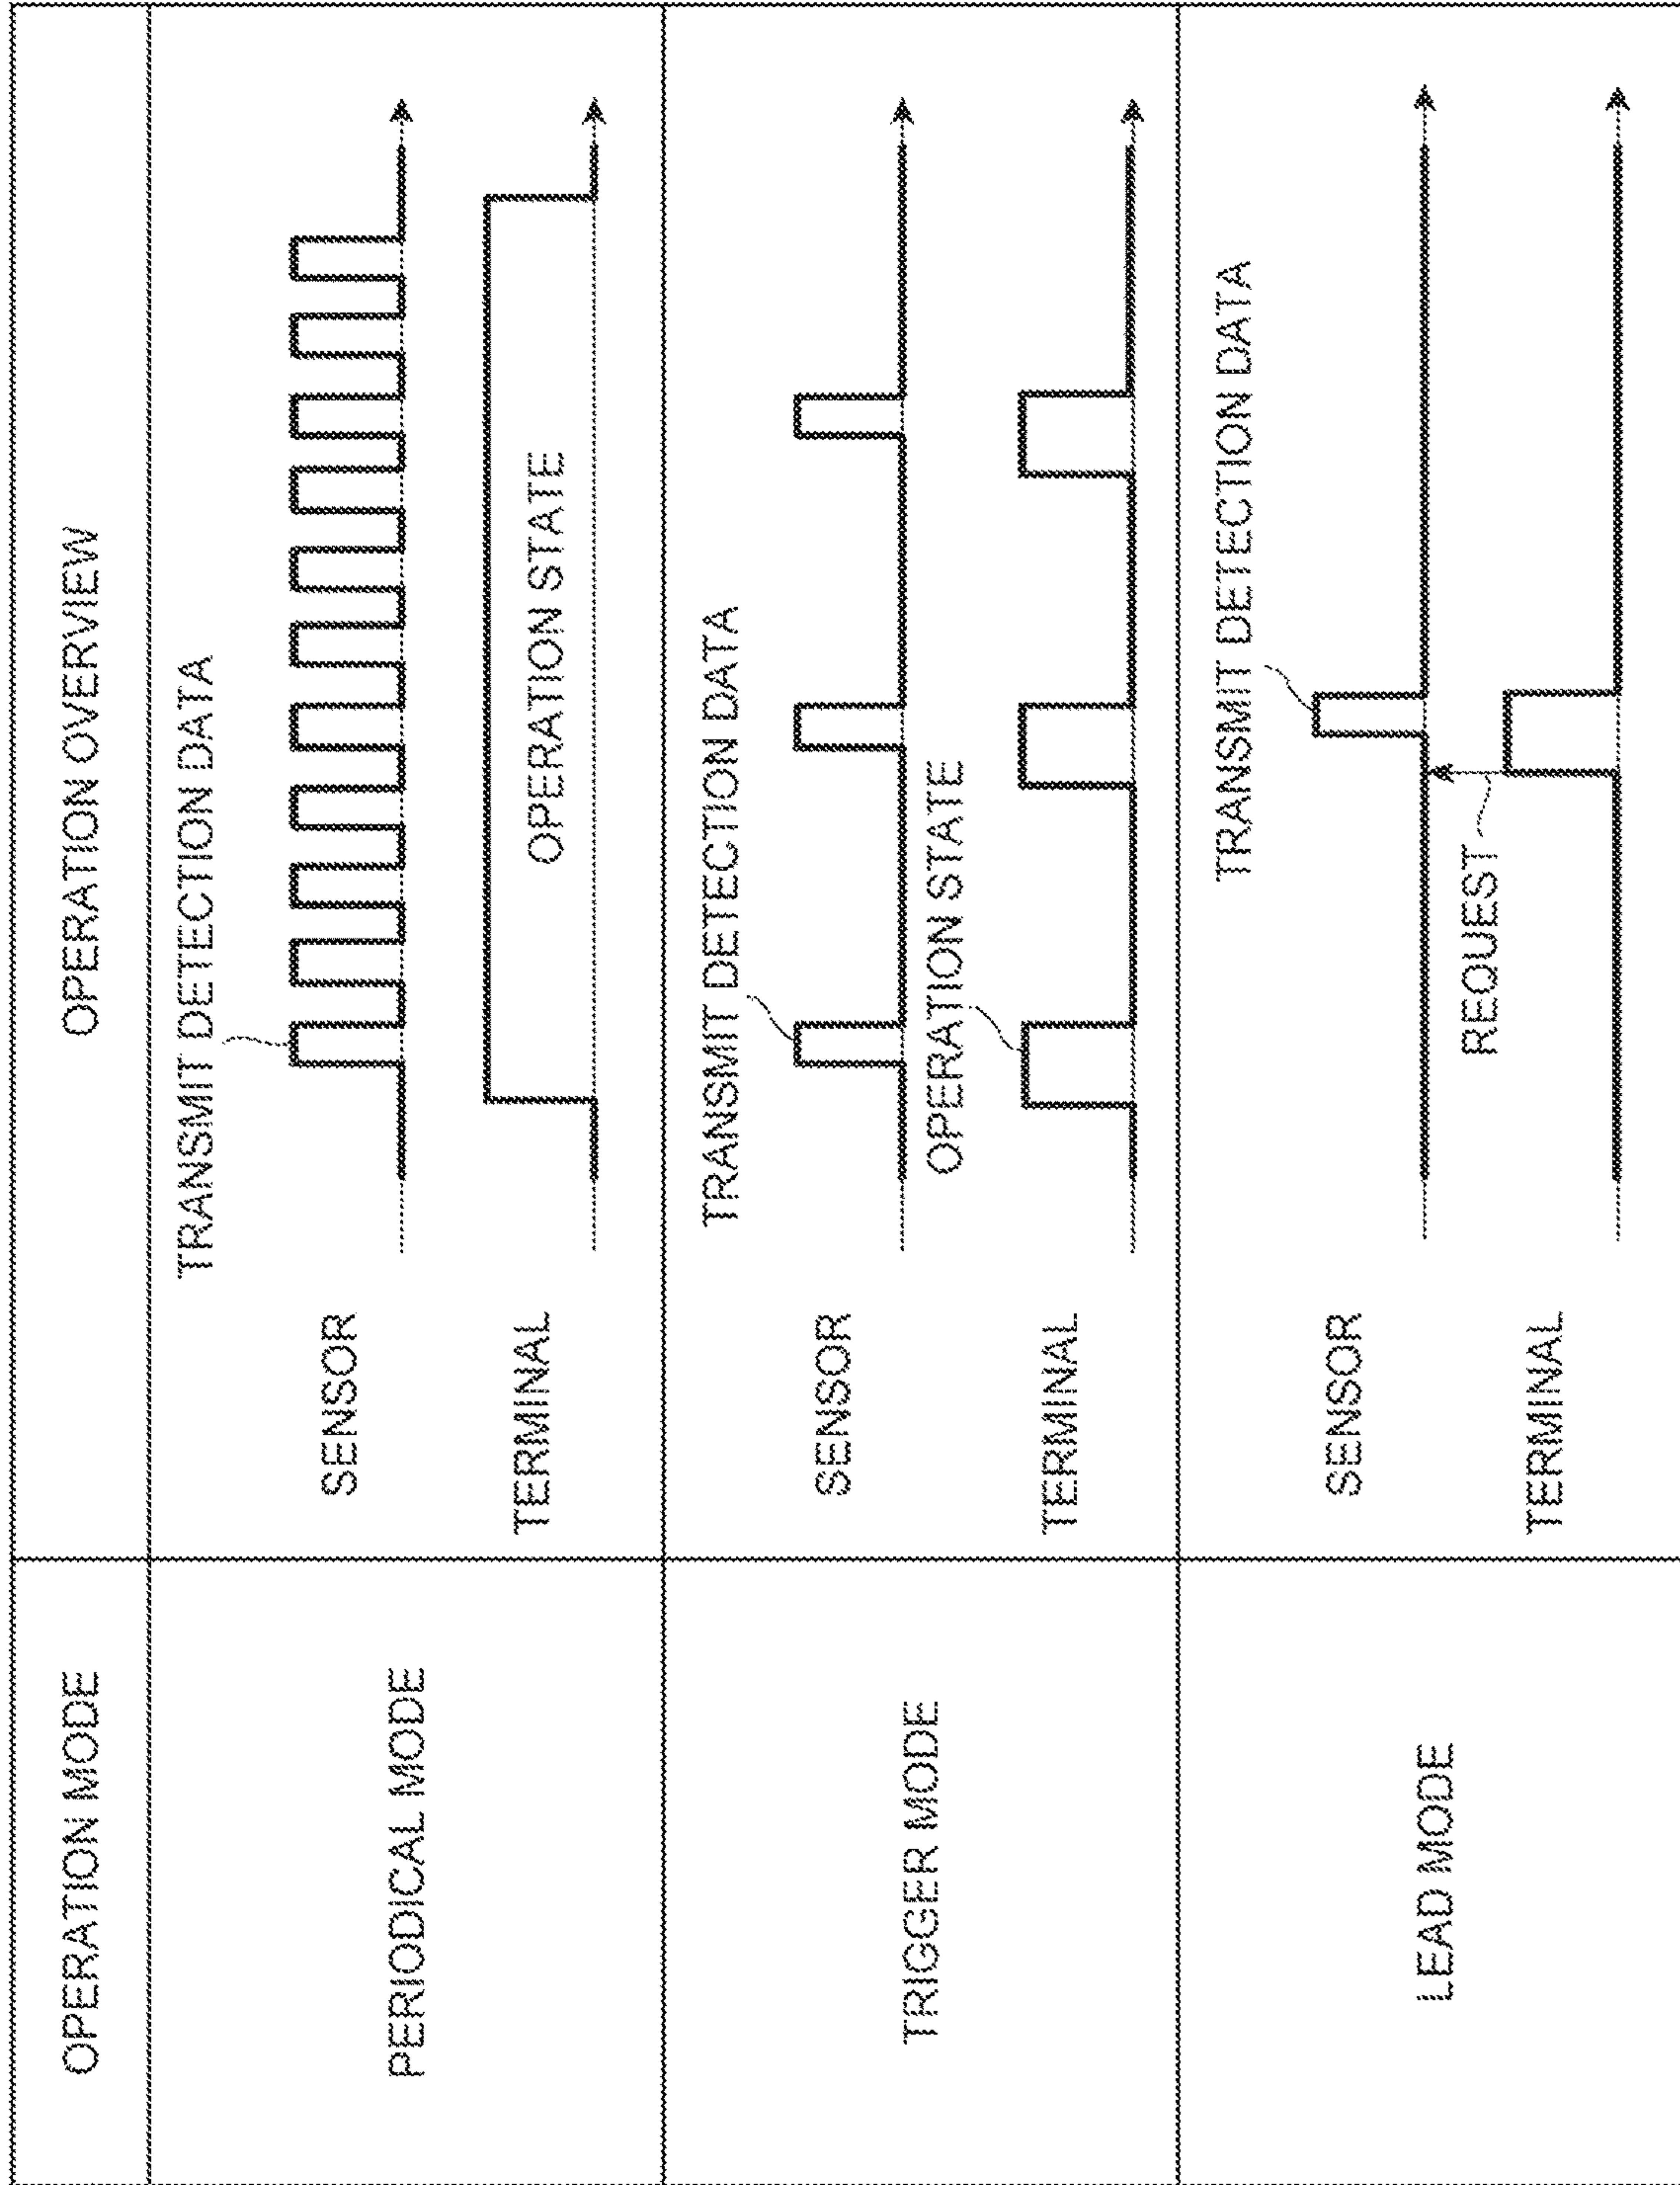 OPERATION MODE
OPERATION OVERVIEW
PERIODICAL MODE
TRANSMIT DETECTION DATA
SENSOR
OPERATION STATE
TERMINAL
TRIGGER MODE
TRANSMIT DETECTION DATA
SENSOR
OPERATION STATE
TERMINAL
LEAD MODE
TRANSMIT DETECTION DATA
SENSOR
REQUEST
TERMINAL